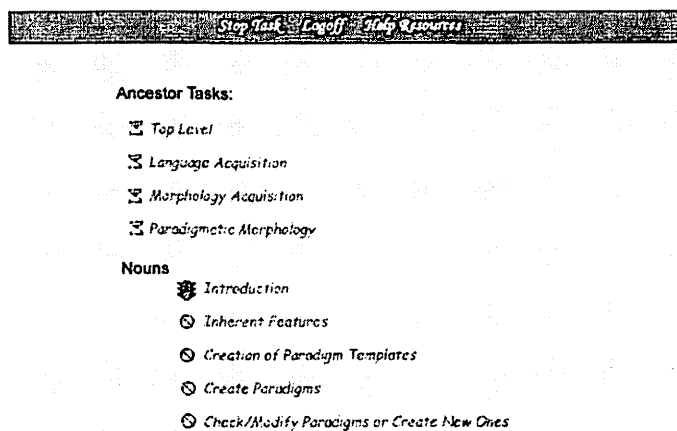 Stop Task Logoff Help Resources
Ancestor Tasks:
Top Level
Language Acquisition
Morphology Acquisition
Paradigmatic Morphology
Nouns
Introduction
Inherent Features
Creation of Paradigm Templates
Create Paradigms
Check/Modify Paradigms or Create New Ones